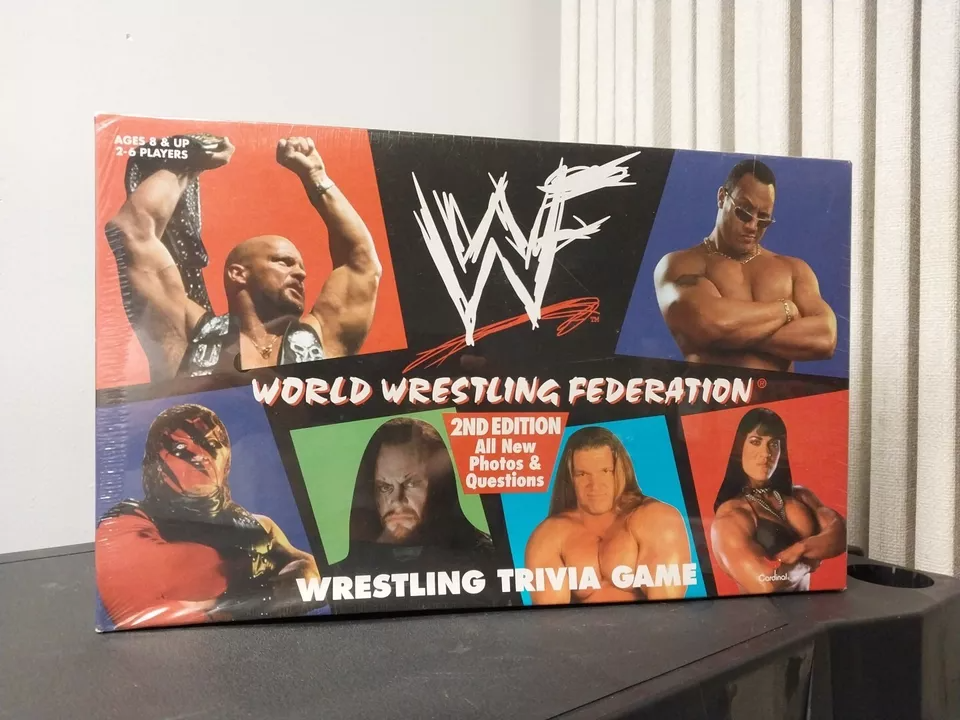 AGES 8 & UP
2-6 PLAYERS
WF
TM
WORLD WRESTLING FEDERATION®
2ND EDITION
All New
Photos &
Questions
WRESTLING TRIVIA GAME
Cardinal®